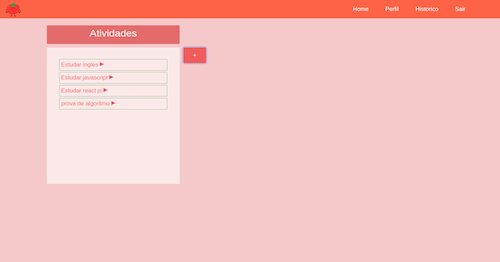 Home Perfil Historico Sair
Atividades
+
Estudar ingles
Estudar javascript
Estudar react js
prova de algoritmo